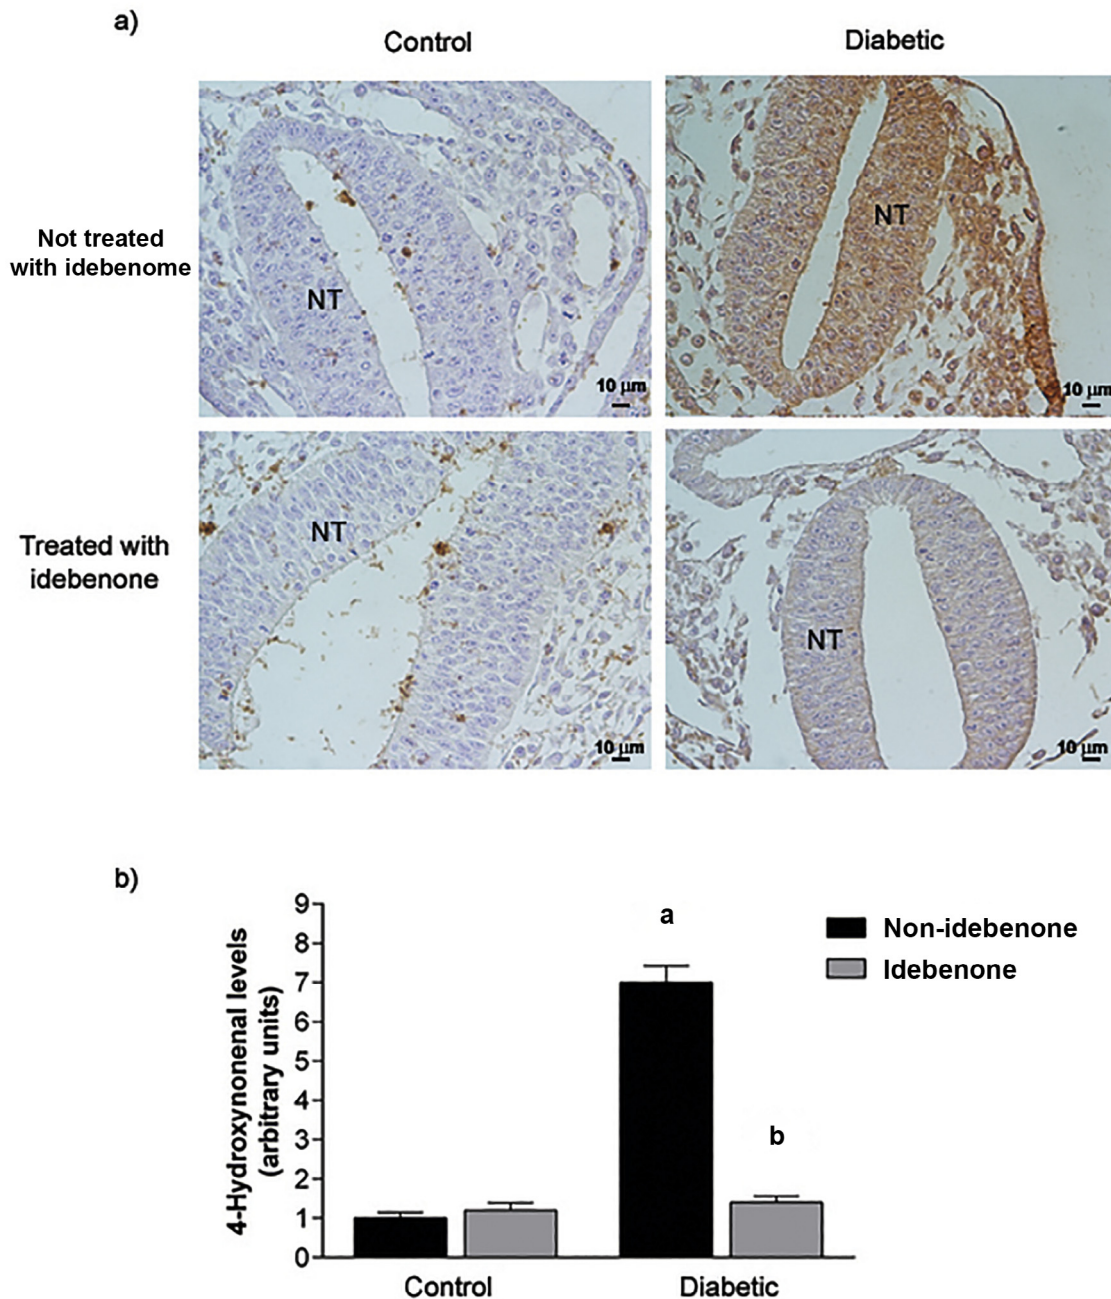 a)
Control
Diabetic
Not treated
with idebenome
NT
10 µm
NT
10 µm
Treated with
idebenone
NT
10 µm
NT
10 µm
b)
4-Hydroxynonenal levels
(arbitrary units)
9
8
7
6
5
4
3
2
1
0
a
b
Non-idebenone
Idebenone
Control
Diabetic